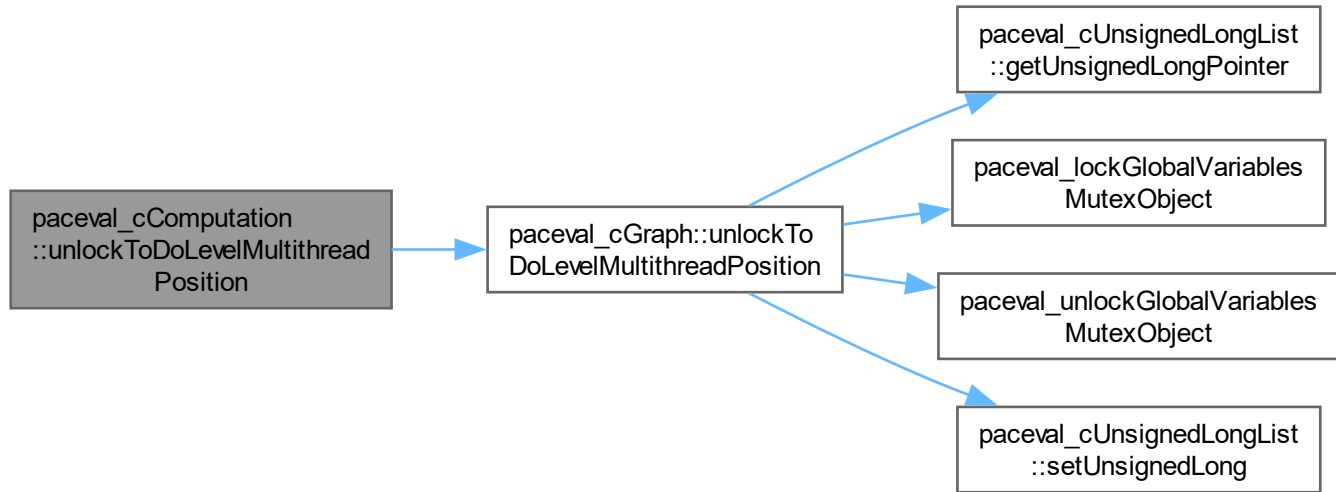 paceval_cComputation
::unlockToDoLevelMultithread
Position
paceval_cGraph::unlockTo
DoLevelMultithreadPosition
paceval_cUnsignedLongList
::getUnsignedLongPointer
paceval_lockGlobalVariables
MutexObject
paceval_unlockGlobalVariables
MutexObject
paceval_cUnsignedLongList
::setUnsignedLong